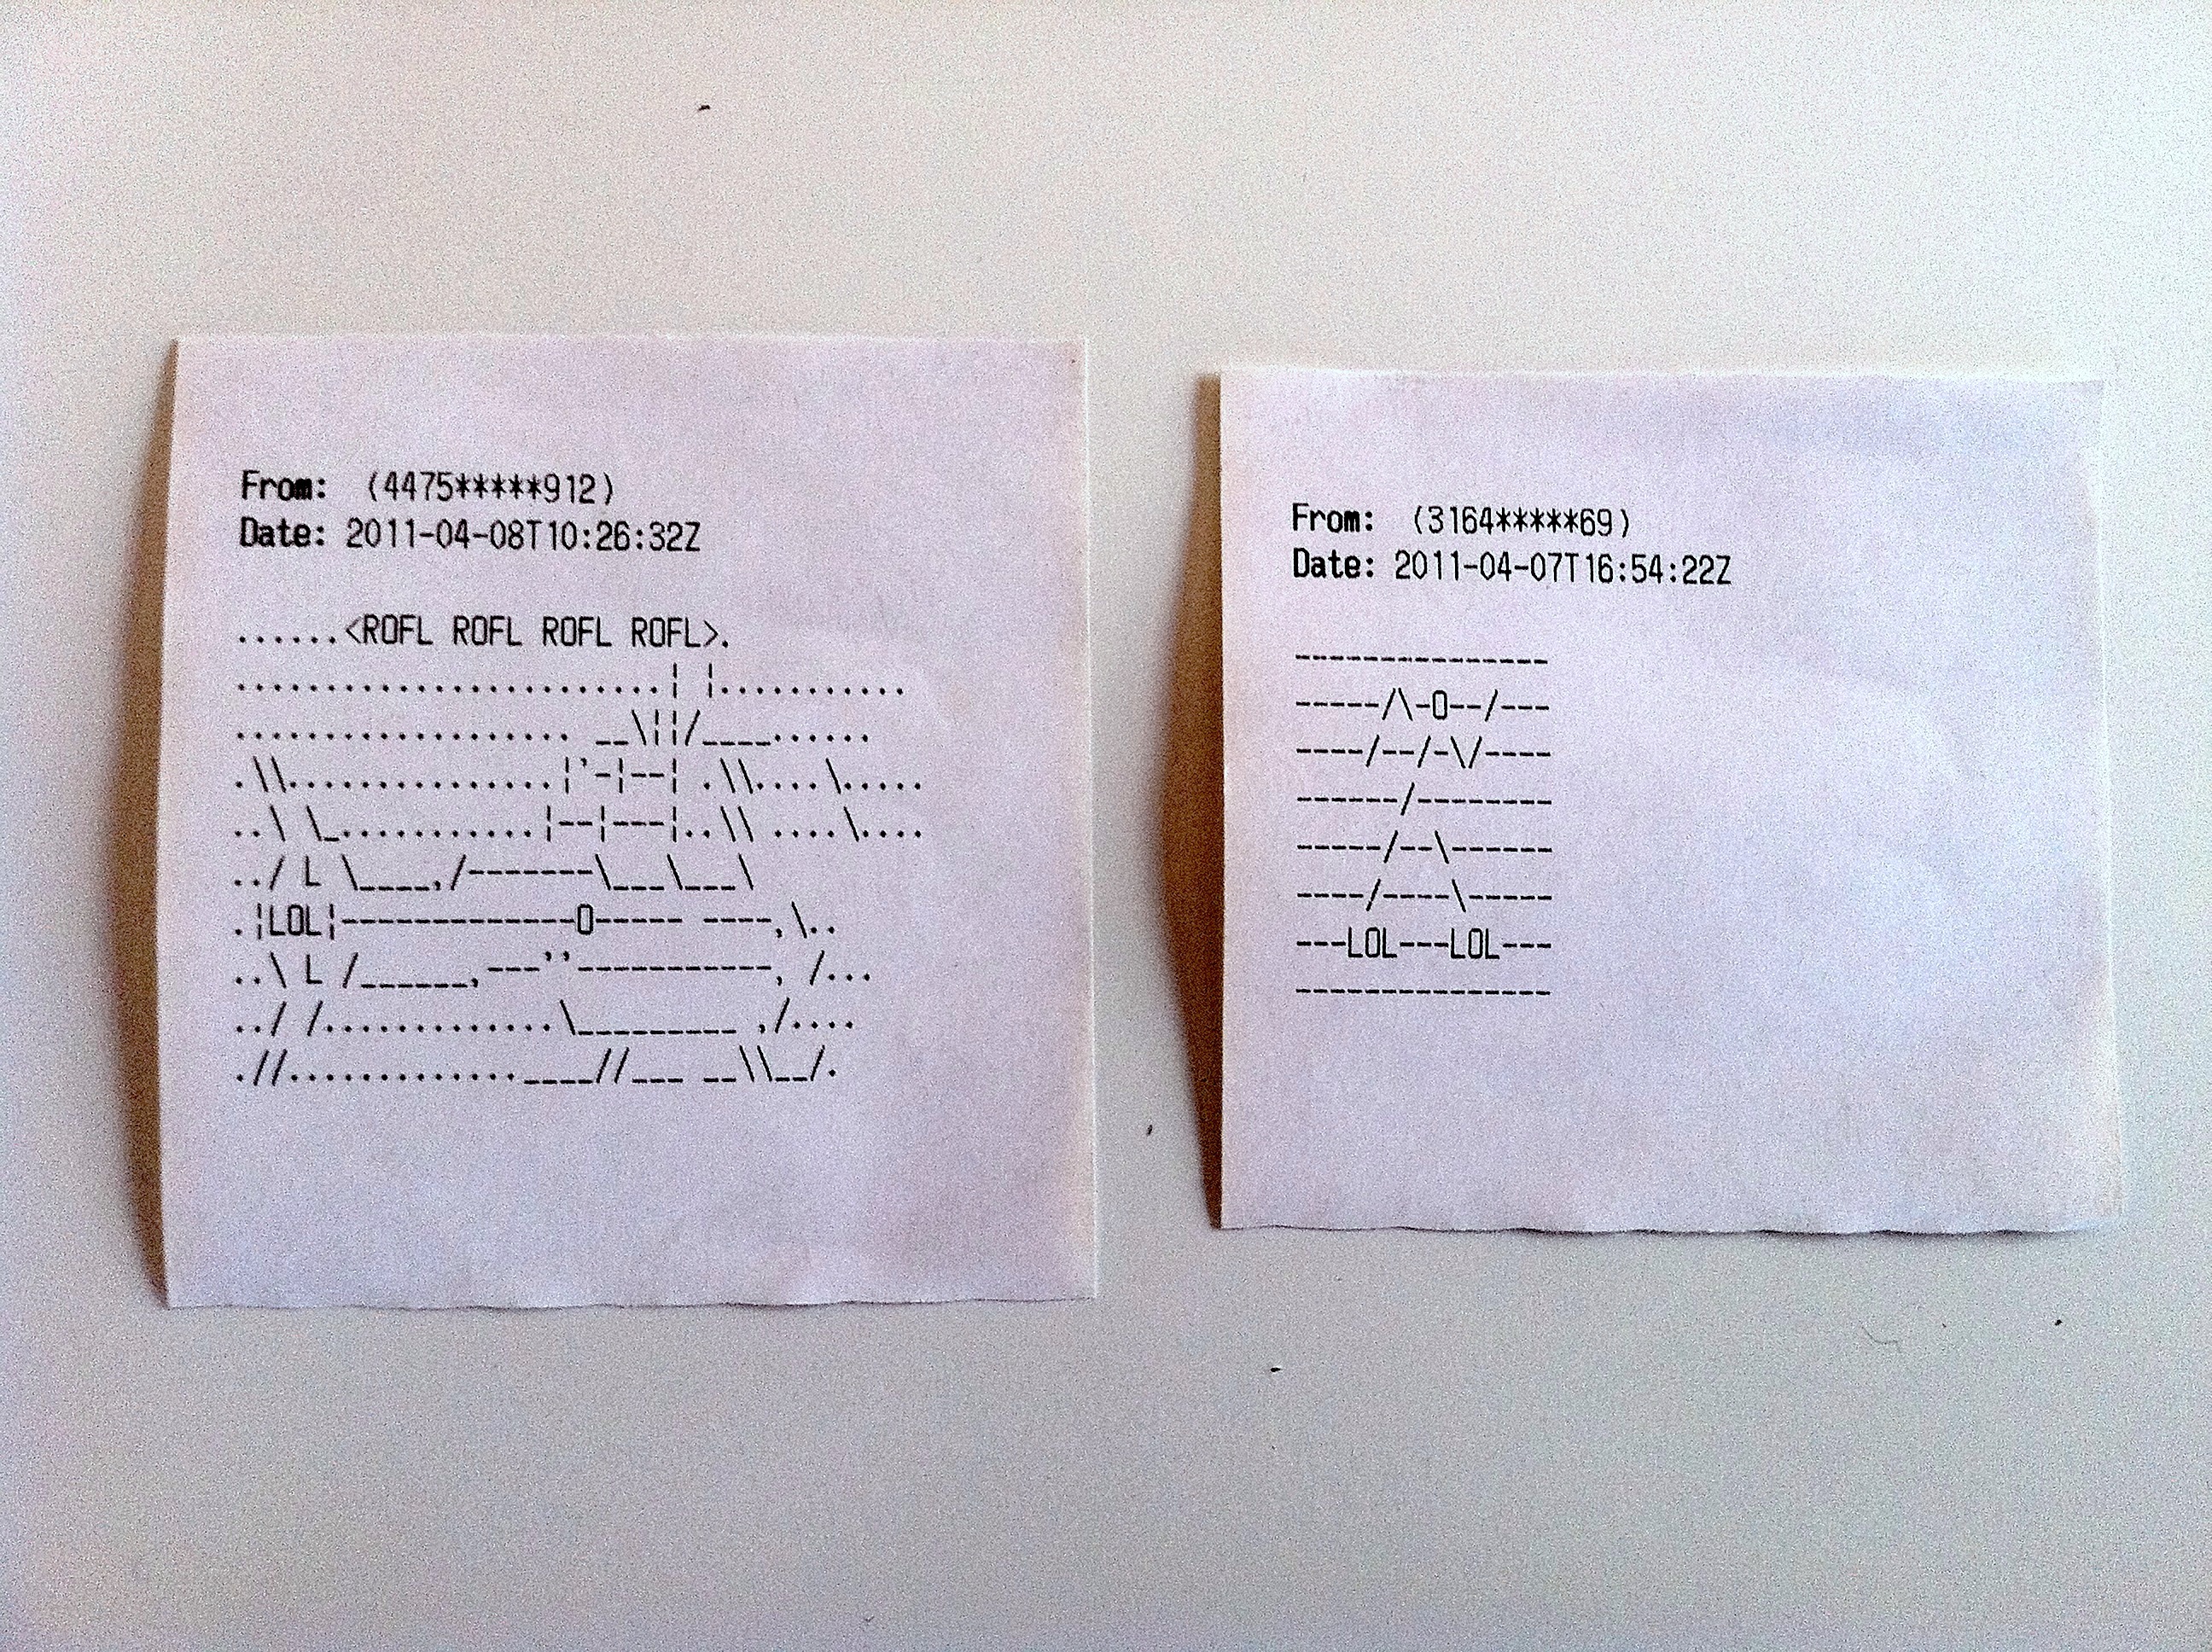 From:  (4475*****912)
Date: 2011-04-08T10:26:32Z
......<ROFL ROFL ROFL ROFL>.
.........................¦ ¦...........
.................... __\¦¦/____......
.\\................¦'-¦--¦ .\\....\.....
..\ \_............¦--¦---¦..\\ ....\....
../ L \____,/-------\___\___\
.¦LOL¦--------------O----- ----,\..
..\ L /______,---''-----------, /...
../ /..............\_________ ,/....
.//..............____//___ __\\__/.
From:  (3164*****69)
Date: 2011-04-07T16:54:22Z
---------------
-----/\-O--/---
----/--/-\/----
------/--------
-----/--\------
----/----\-----
---LOL---LOL---
---------------